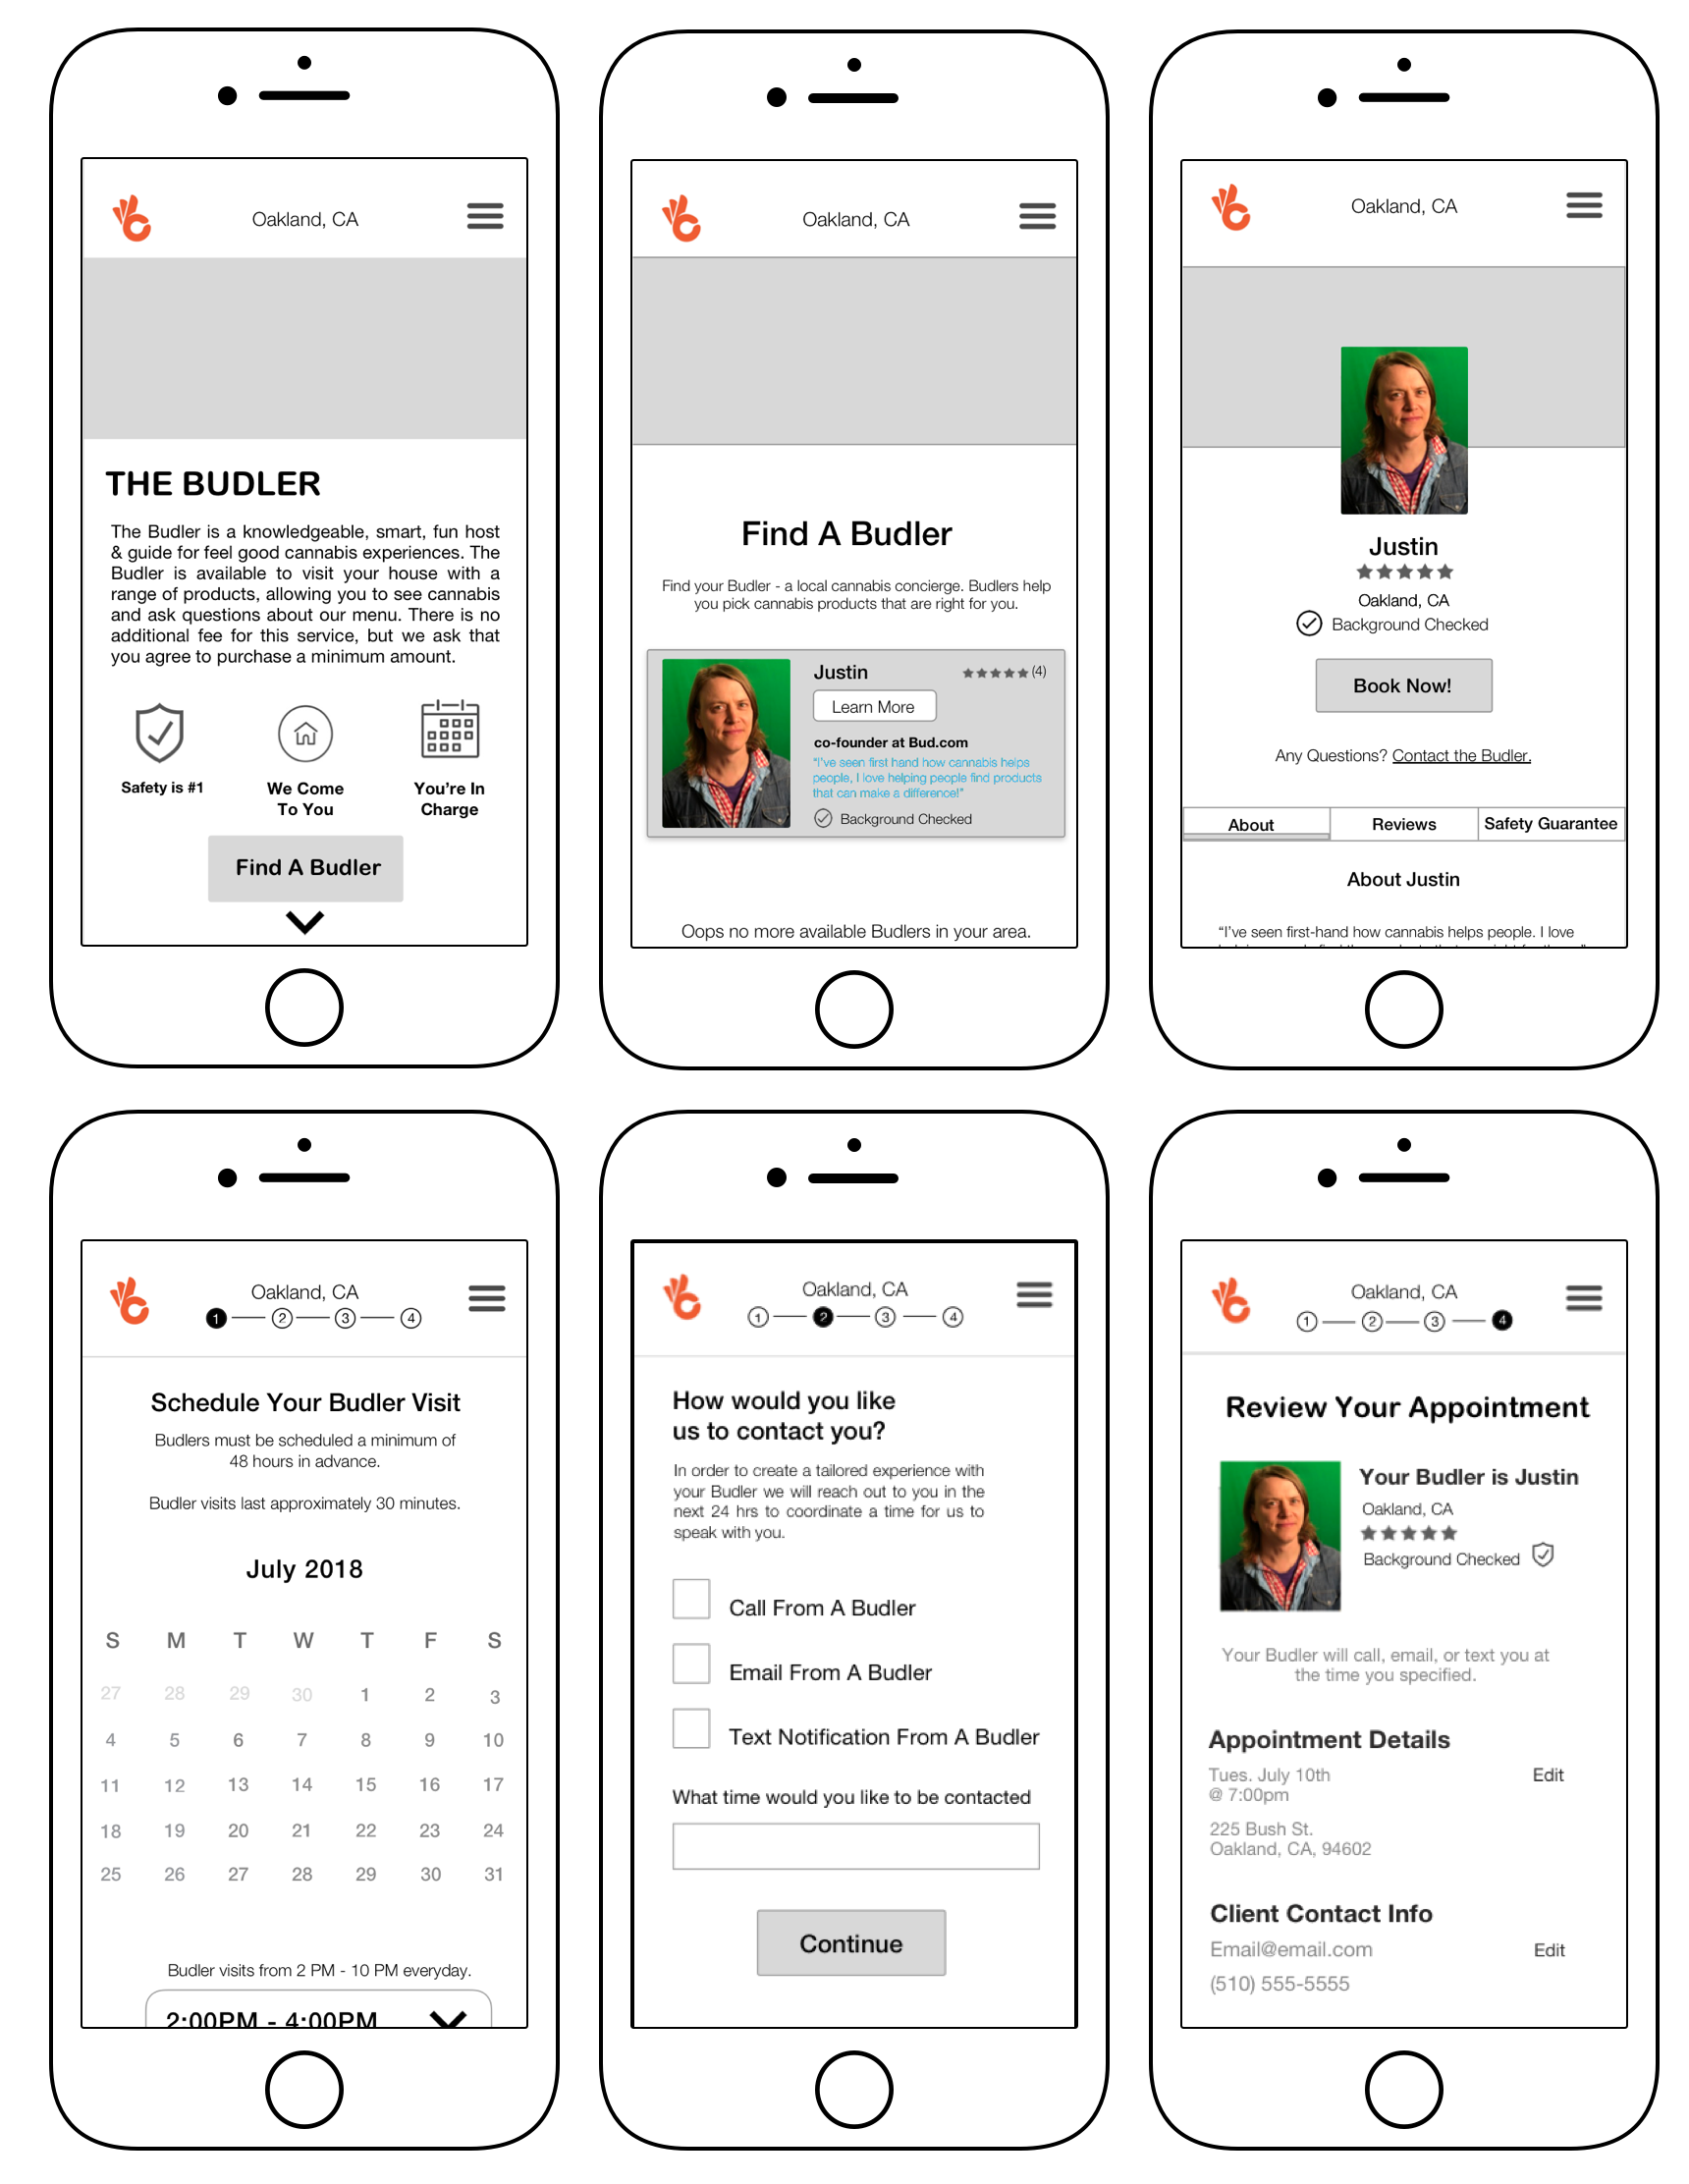 Oakland, CA
THE BUDLER
The Budler is a knowledgeable, smart, fun host
& guide for feel good cannabis experiences. The
Budler is available to visit your house with a
range of products, allowing you to see cannabis
and ask questions about our menu. There is no
additional fee for this service, but we ask that
you agree to purchase a minimum amount.
Safety is #1
We Come
To You
You're In
Charge
Find A Budler
Oakland, CA
Find A Budler
Find your Budler - a local cannabis concierge. Budlers help
you pick cannabis products that are right for you.
Justin
(4)
Learn More
co-founder at Bud.com
"I've seen first hand how cannabis helps
people, I love helping people find products
that can make a difference!"
Background Checked
Oops no more available Budlers in your area.
Oakland, CA
Justin
Oakland, CA
Background Checked
Book Now!
Any Questions? Contact the Budler.
About Reviews Safety Guarantee
About Justin
"I've seen first-hand how cannabis helps people. I love
Oakland, CA
1 2 3 4
Schedule Your Budler Visit
Budlers must be scheduled a minimum of
48 hours in advance.
Budler visits last approximately 30 minutes.
July 2018
S M T W T F S
27 28 29 30 1 2 3
4 5 6 7 8 9 10
11 12 13 14 15 16 17
18 19 20 21 22 23 24
25 26 27 28 29 30 31
Budler visits from 2 PM - 10 PM everyday.
2:00PM - 4:00PM
Oakland, CA
1 2 3 4
How would you like
us to contact you?
In order to create a tailored experience with
your Budler we will reach out to you in the
next 24 hrs to coordinate a time for us to
speak with you.
Call From A Budler
Email From A Budler
Text Notification From A Budler
What time would you like to be contacted
Continue
Oakland, CA
1 2 3 4
Review Your Appointment
Your Budler is Justin
Oakland, CA
Background Checked
Your Budler will call, email, or text you at
the time you specified.
Appointment Details
Tues. July 10th
Edit
@ 7:00pm
225 Bush St.
Oakland, CA, 94602
Client Contact Info
Email@email.com
Edit
(510) 555-5555